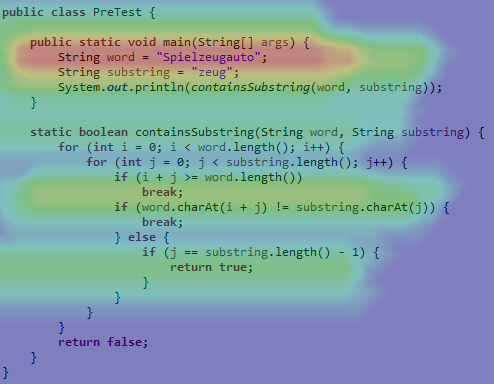 public class PreTest {
public static void main(String[] args) {
String word = "Spielzeugauto";
String substring = "zeug";
System.out.println(containsSubstring(word, substring));
}
static boolean containsSubstring(String word, String substring) {
for (int i = 0; i < word.length(); i++) {
for (int j = 0; j < substring.length(); j++) {
if (i + j >= word.length())
break;
if (word.charAt(i + j) != substring.charAt(j)) {
break;
} else {
if (j == substring.length() - 1) {
return true;
}
}
}
}
return false;
}
}